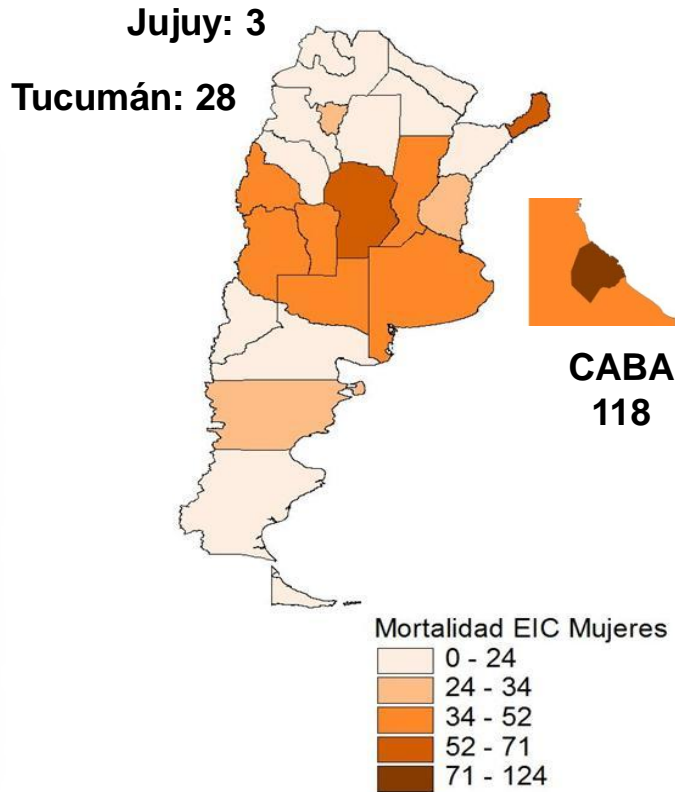 Jujuy: 3
Tucumán: 28
CABA
118
Mortalidad EIC Mujeres
0 - 24
24 - 34
34 - 52
52 - 71
71 - 124